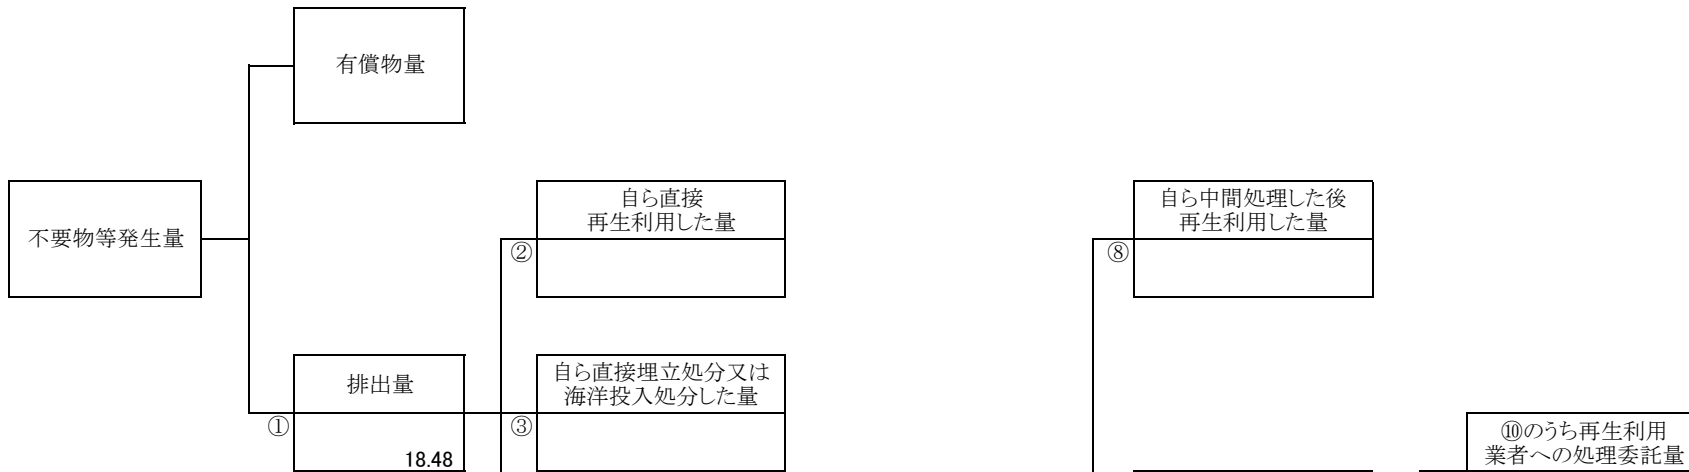 有償物量
不要物等発生量
自ら直接
再生利用した量
②
自ら中間処理した後
再生利用した量
⑧
排出量
①
18.48
自ら直接埋立処分又は
海洋投入処分した量
③
⑩のうち再生利用
業者への処理委託量